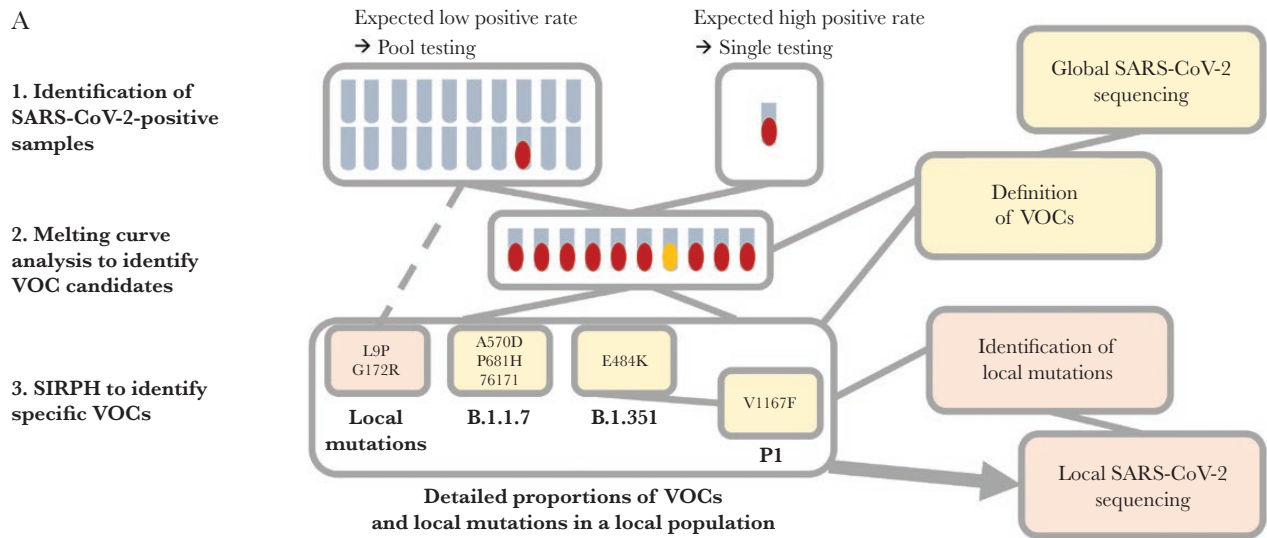 A
Expected low positive rate
→ Pool testing
Expected high positive rate
→ Single testing
1. Identification of
SARS-CoV-2-positive
samples
Global SARS-CoV-2
sequencing
Definition
of VOCs
2. Melting curve
analysis to identify
VOC candidates
3. SIRPH to identify
specific VOCs
L9P
G172R
Local
mutations
A570D
P681H
76171
B.1.1.7
E484K
B.1.351
V1167F
P1
Identification of
local mutations
Local SARS-CoV-2
sequencing
Detailed proportions of VOCs
and local mutations in a local population